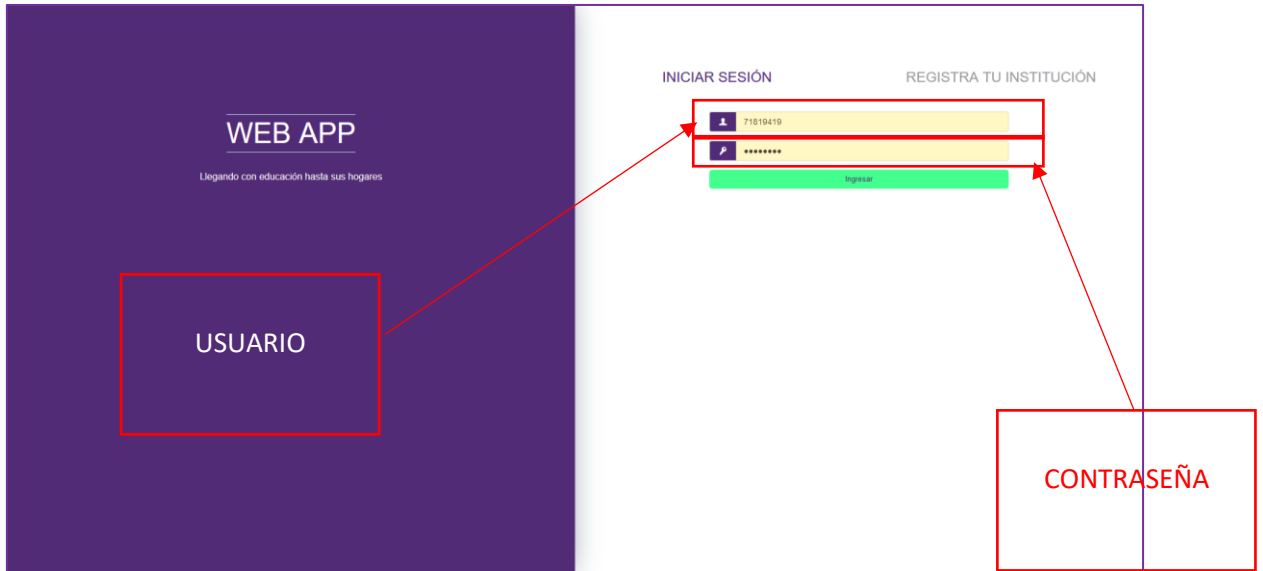 WEB APP
Llegando con educación hasta sus hogares
USUARIO
INICIAR SESIÓN
REGISTRA TU INSTITUCIÓN
71819419
••••••••
Ingresar
CONTRASEÑA